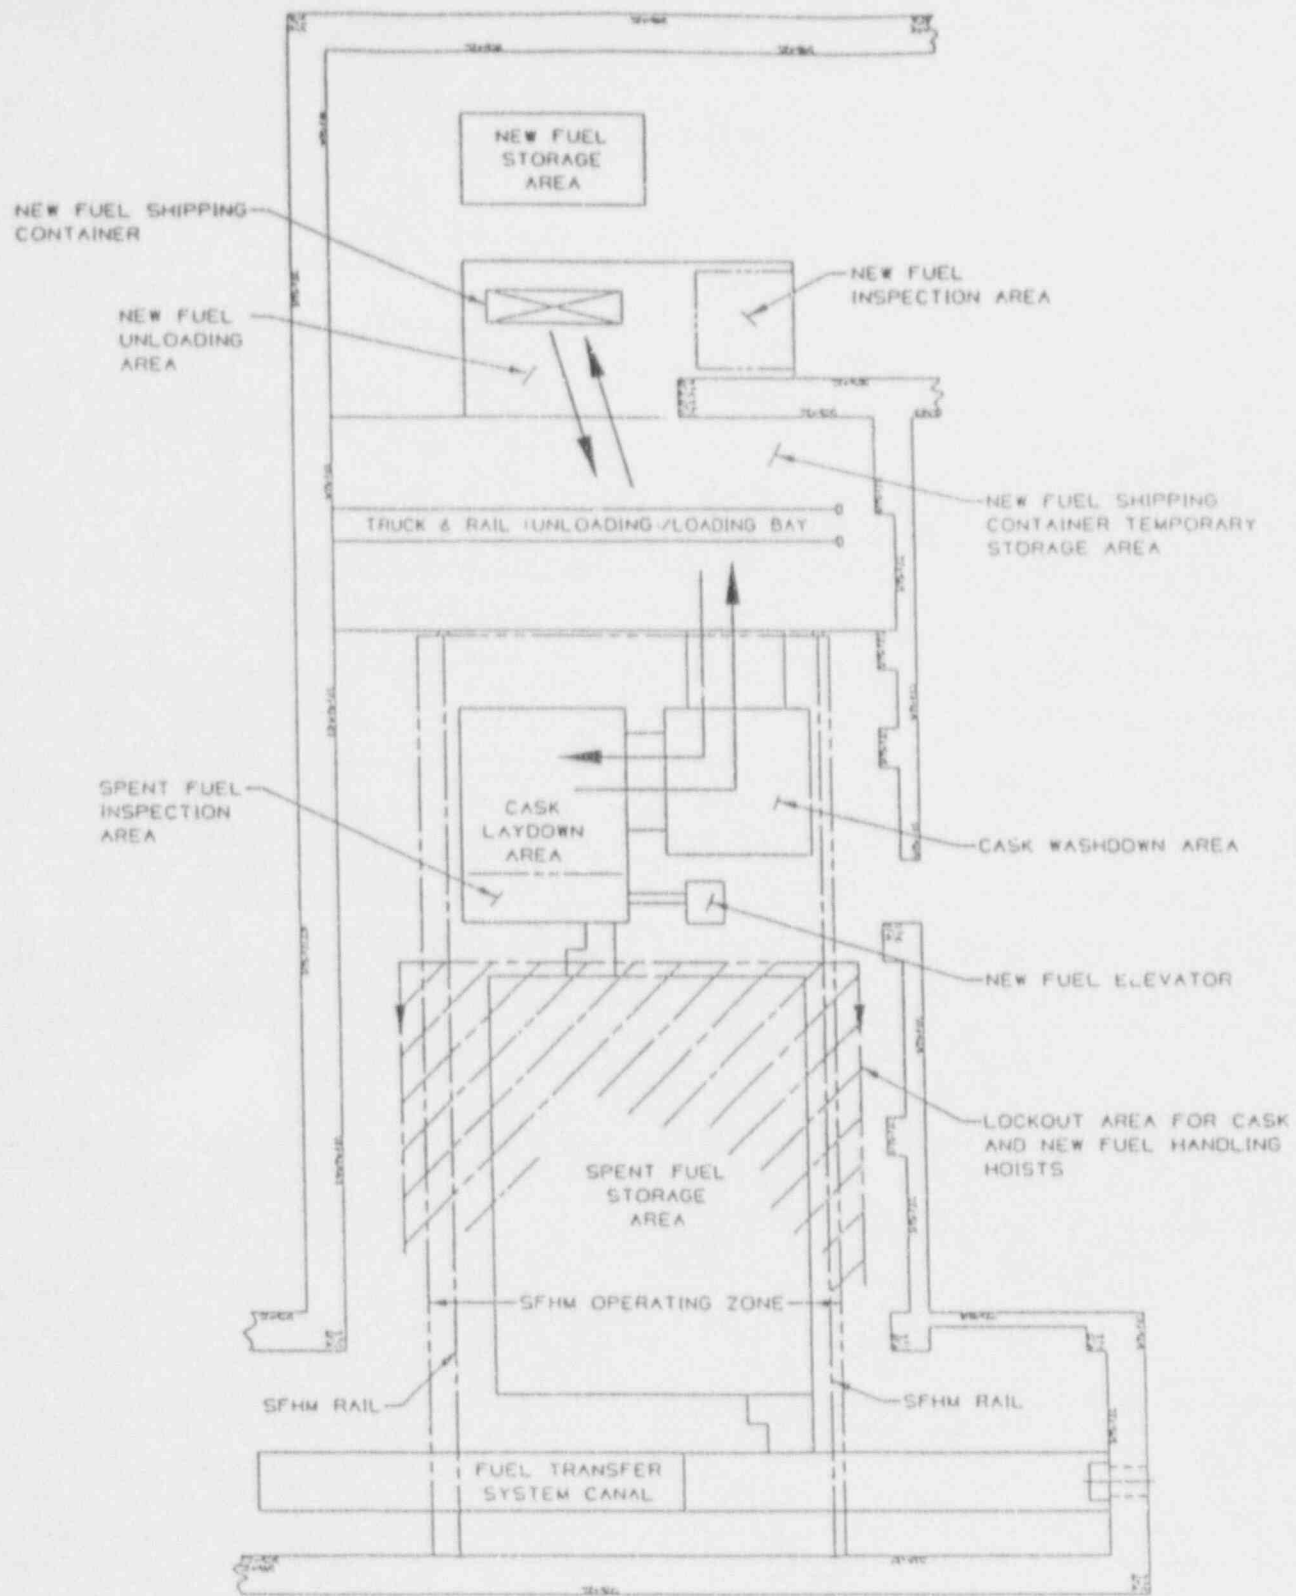 NEW FUEL
STORAGE
AREA
NEW FUEL SHIPPING
CONTAINER
NEW FUEL
INSPECTION AREA
NEW FUEL
UNLOADING
AREA
NEW FUEL SHIPPING
CONTAINER TEMPORARY
STORAGE AREA
TRUCK & RAIL (UNLOADING/LOADING BAY
SPENT FUEL
INSPECTION
AREA
CASK
LAYDOWN
AREA
CASK WASHDOWN AREA
NEW FUEL ELEVATOR
LOCKOUT AREA FOR CASK
AND NEW FUEL HANDLING
HOISTS
SPENT FUEL
STORAGE
AREA
SFHM OPERATING ZONE
SFHM RAIL
SFHM RAIL
FUEL TRANSFER
SYSTEM CANAL